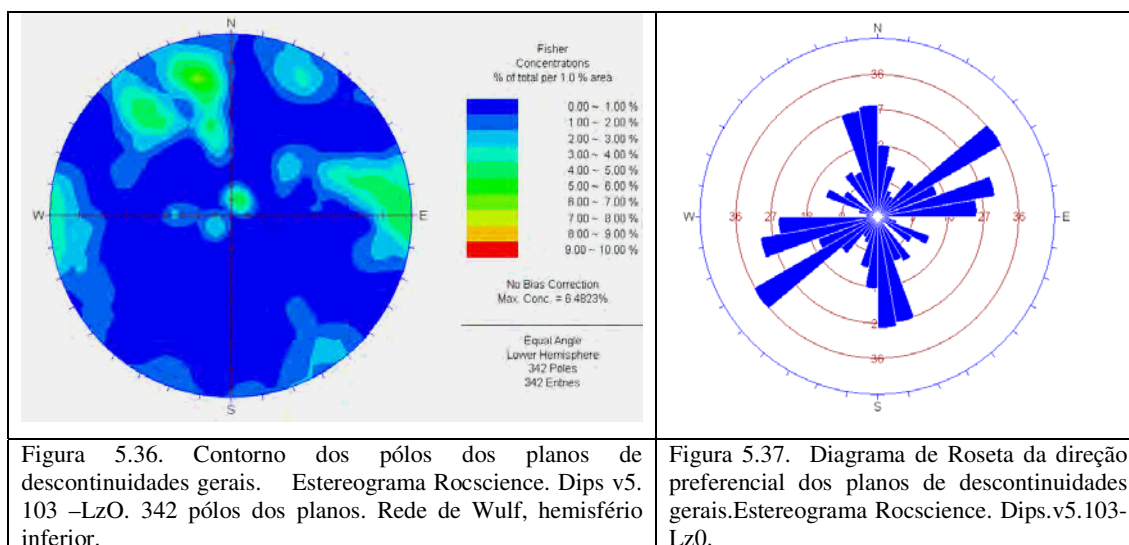 N
W
E
S
Fisher
Concentrations
% of total per 1.0 % area
0.00 ~ 1.00 %
1.00 ~ 2.00 %
2.00 ~ 3.00 %
3.00 ~ 4.00 %
4.00 ~ 5.00 %
5.00 ~ 6.00 %
6.00 ~ 7.00 %
7.00 ~ 8.00 %
8.00 ~ 9.00 %
9.00 ~ 10.00 %
No Bias Correction
Max. Conc. = 6.4823%
Equal Angle
Lower Hemisphere
342 Poles
342 Entries
N
36
W
36
27
18
9
27
36
E
36
S
Figura 5.36. Contorno dos pólos dos planos de
descontinuidades gerais. Estereograma Rocscience. Dips v5.
103 –LzO. 342 pólos dos planos. Rede de Wulf, hemisfério
inferior.
Figura 5.37. Diagrama de Roseta da direção
preferencial dos planos de descontinuidades
gerais.Estereograma Rocscience. Dips.v5.103-
Lz0.